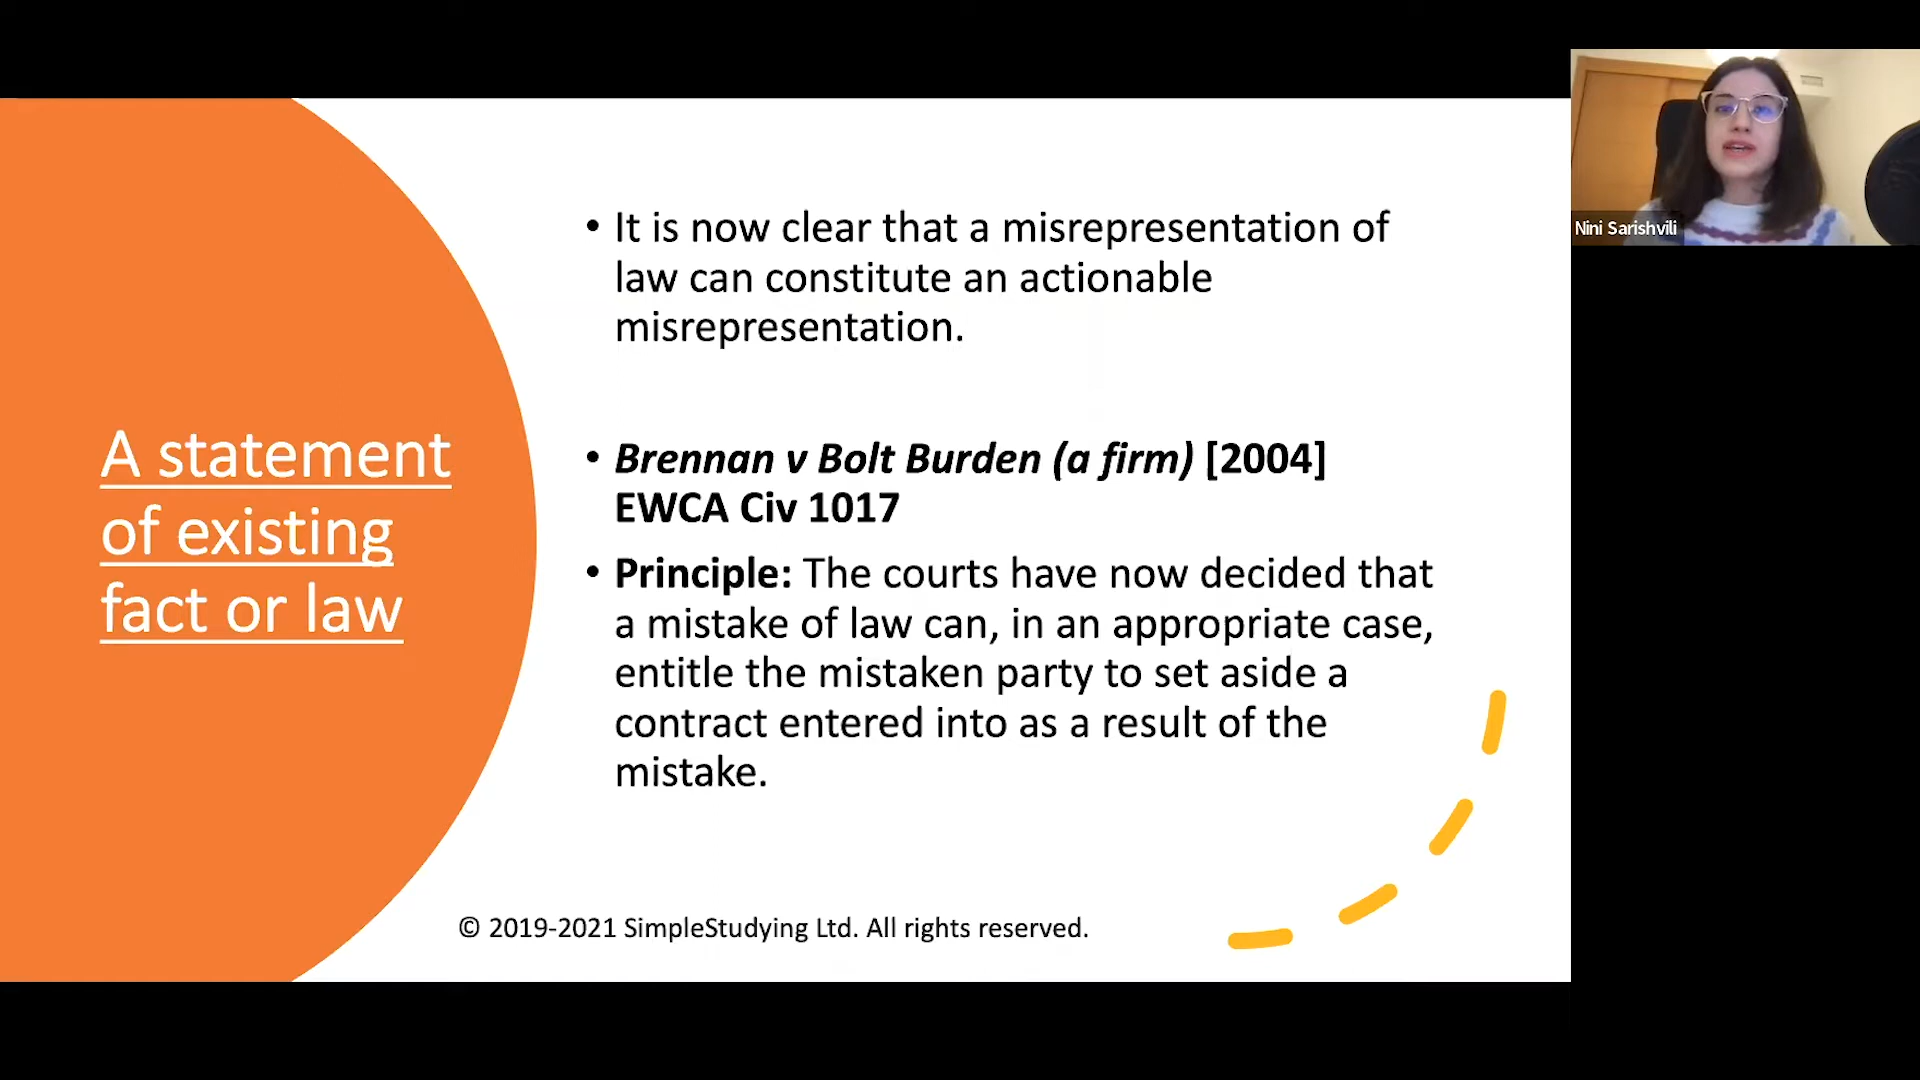 A statement
of existing
fact or law
• It is now clear that a misrepresentation of
law can constitute an actionable
misrepresentation.
• Brennan v Bolt Burden (a firm) [2004]
EWCA Civ 1017
• Principle: The courts have now decided that
a mistake of law can, in an appropriate case,
entitle the mistaken party to set aside a
contract entered into as a result of the
mistake.
© 2019-2021 SimpleStudying Ltd. All rights reserved.
Nini Sarishvili